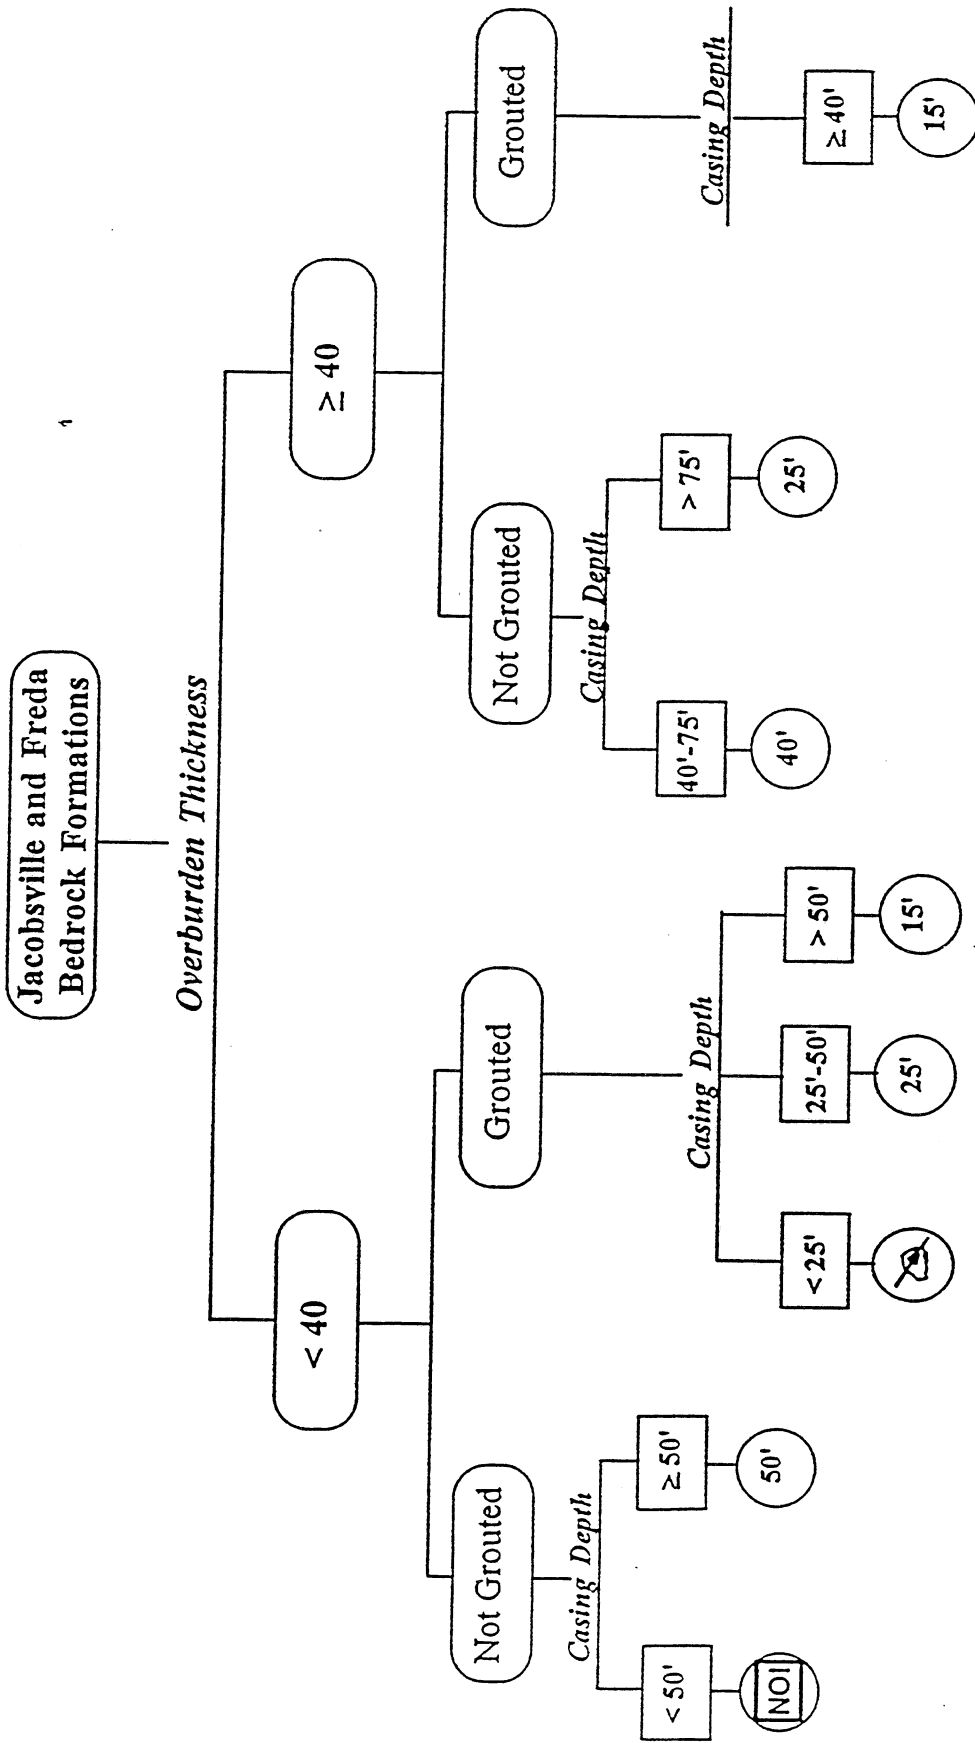 Jacobsville and Freda
Bedrock Formations
Overburden Thickness
< 40
≥ 40
Not Grouted
Grouted
Not Grouted
Grouted
Casing Depth
Casing Depth
Casing Depth
Casing Depth
< 50'
≥ 50'
< 25'
25'-50'
> 50'
40'-75'
> 75'
≥ 40'
NO!
50'
25'
15'
40'
25'
15'